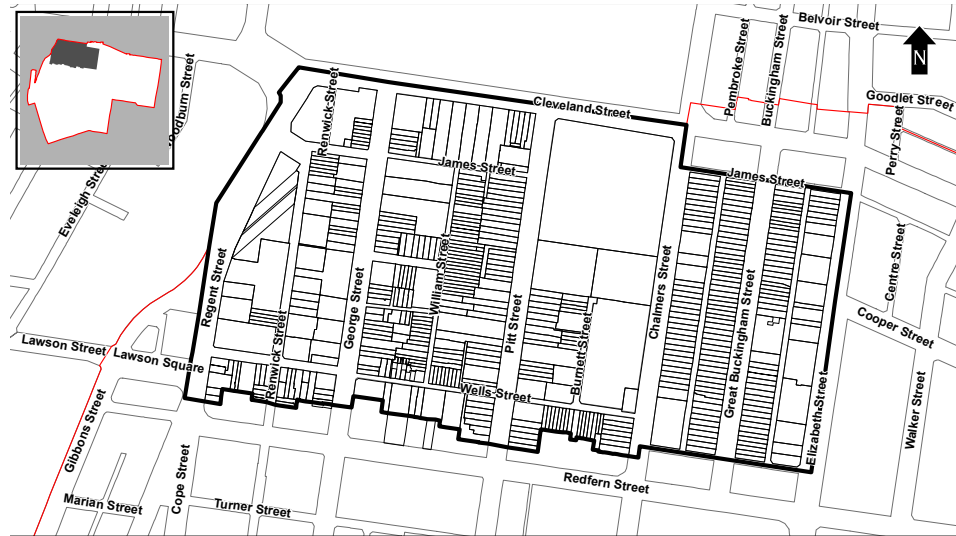 Belvoir Street
Pembroke Street
Buckingham Street
N
Goodlet Street
Perry Street
Cleveland Street
Renwick Street
James Street
James Street
Eveleigh Street
Regent Street
George Street
William Street
Pitt Street
Burnett Street
Chalmers Street
Great Buckingham Street
Elizabeth Street
Centre Street
Cooper Street
Walker Street
Lawson Street
Lawson Square
Renwick Street
Wells Street
Gibbons Street
Cope Street
Redfern Street
Marian Street
Turner Street